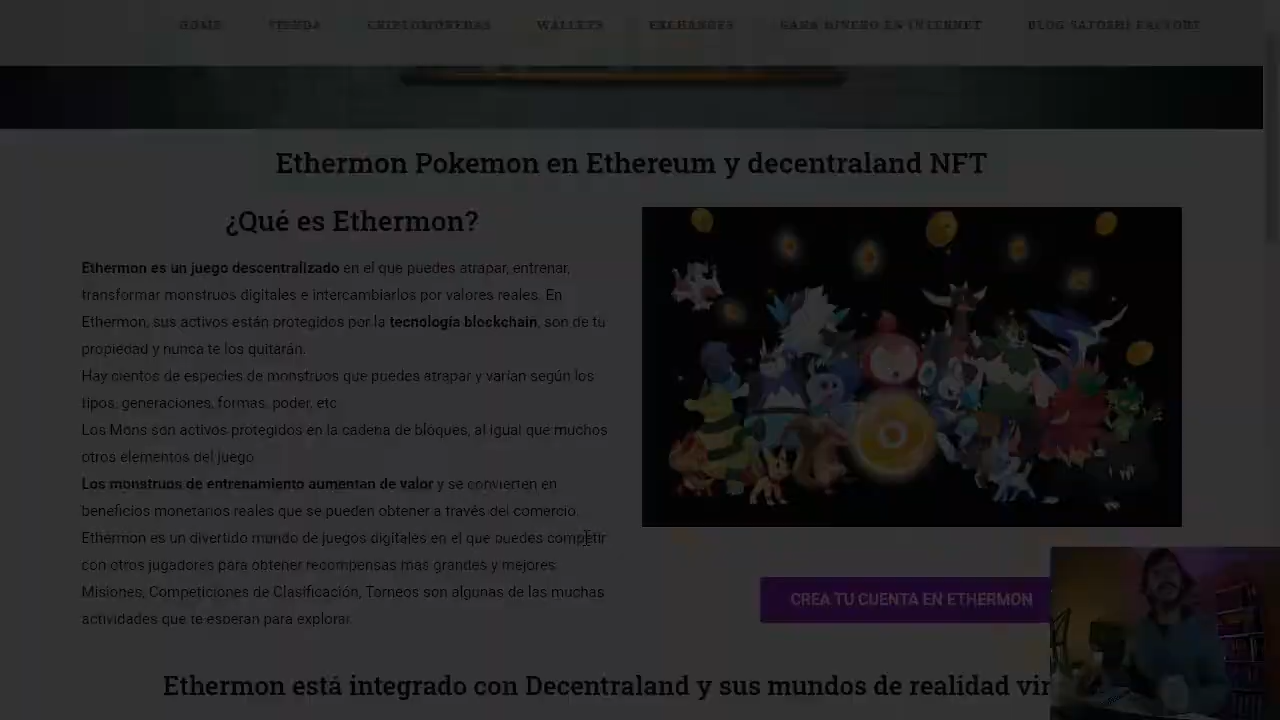 HOME TIENDA CRIPTOMONEDAS WALLETS EXCHANGES GANA DINERO EN INTERNET BLOG SATOSHI FACTORY
Ethermon Pokemon en Ethereum y decentraland NFT
¿Qué es Ethermon?
Ethermon es un juego descentralizado en el que puedes atrapar, entrenar,
transformar monstruos digitales e intercambiarlos por valores reales. En
Ethermon, sus activos están protegidos por la tecnología blockchain, son de tu
propiedad y nunca te los quitarán.
Hay cientos de especies de monstruos que puedes atrapar y varían según los
tipos, generaciones, formas, poder, etc
Los Mons son activos protegidos en la cadena de bloques, al igual que muchos
otros elementos del juego
Los monstruos de entrenamiento aumentan de valor y se convierten en
beneficios monetarios reales que se pueden obtener a través del comercio.
Ethermon es un divertido mundo de juegos digitales en el que puedes competir
con otros jugadores para obtener recompensas mas grandes y mejores.
Misiones, Competiciones de Clasificación, Torneos son algunas de las muchas
actividades que te esperan para explorar.
CREA TU CUENTA EN ETHERMON
Ethermon está integrado con Decentraland y sus mundos de realidad vir